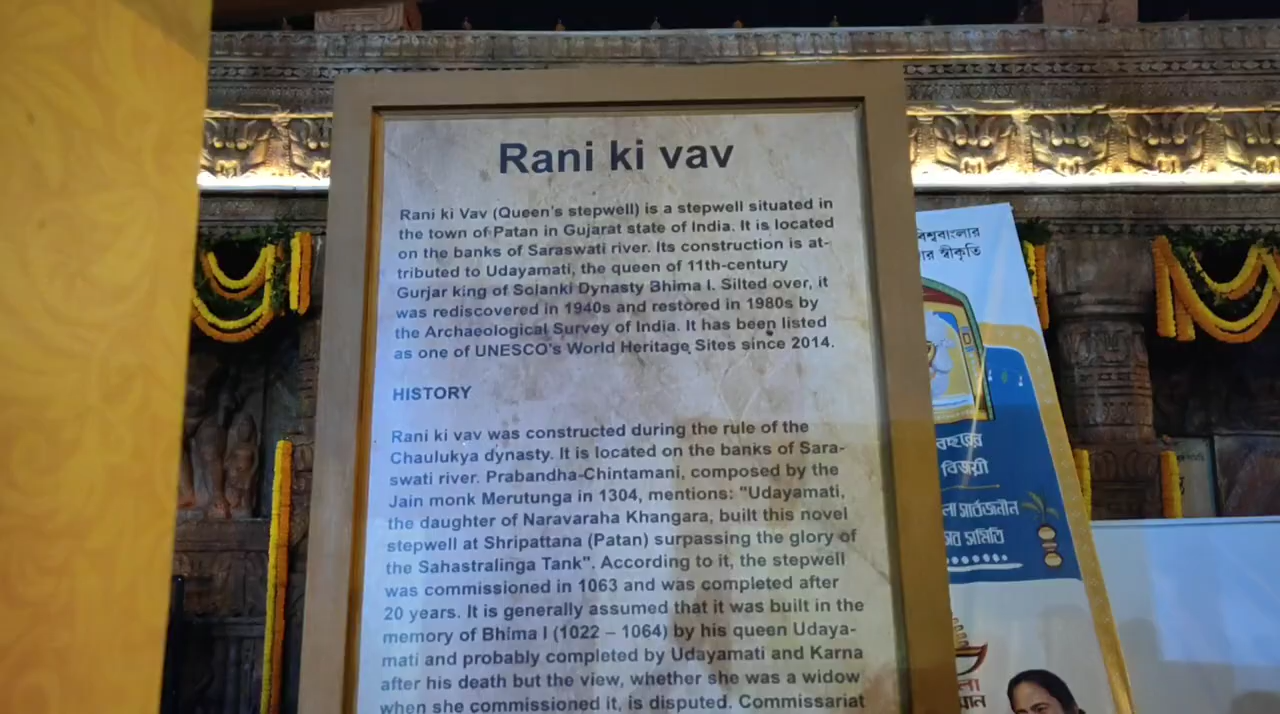 Rani ki vav
Rani ki Vav (Queen's stepwell) is a stepwell situated in
the town of Patan in Gujarat state of India. It is located
on the banks of Saraswati river. Its construction is at-
tributed to Udayamati, the queen of 11th-century
Gurjar king of Solanki Dynasty Bhima I. Silted over, it
was rediscovered in 1940s and restored in 1980s by
the Archaeological Survey of India. It has been listed
as one of UNESCO's World Heritage Sites since 2014.
HISTORY
Rani ki vav was constructed during the rule of the
Chaulukya dynasty. It is located on the banks of Sara-
swati river. Prabandha-Chintamani, composed by the
Jain monk Merutunga in 1304, mentions: "Udayamati,
the daughter of Naravaraha Khangara, built this novel
stepwell at Shripattana (Patan) surpassing the glory of
the Sahastralinga Tank". According to it, the stepwell
was commissioned in 1063 and was completed after
20 years. It is generally assumed that it was built in the
memory of Bhima I (1022 – 1064) by his queen Udaya-
mati and probably completed by Udayamati and Karna
after his death but the view, whether she was a widow
when she commissioned it, is disputed. Commissariat
বিশ্ববাংলার
স্বীকৃতি
বছরের
বিজয়ী
সার্বজনীন
সমিতি